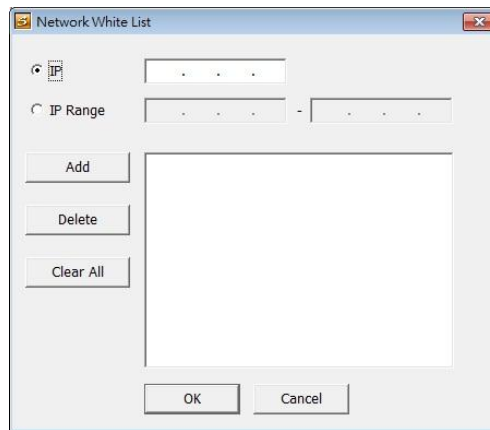 Network White List
IP . . .
IP Range . . . - . . .
Add
Delete
Clear All
OK Cancel